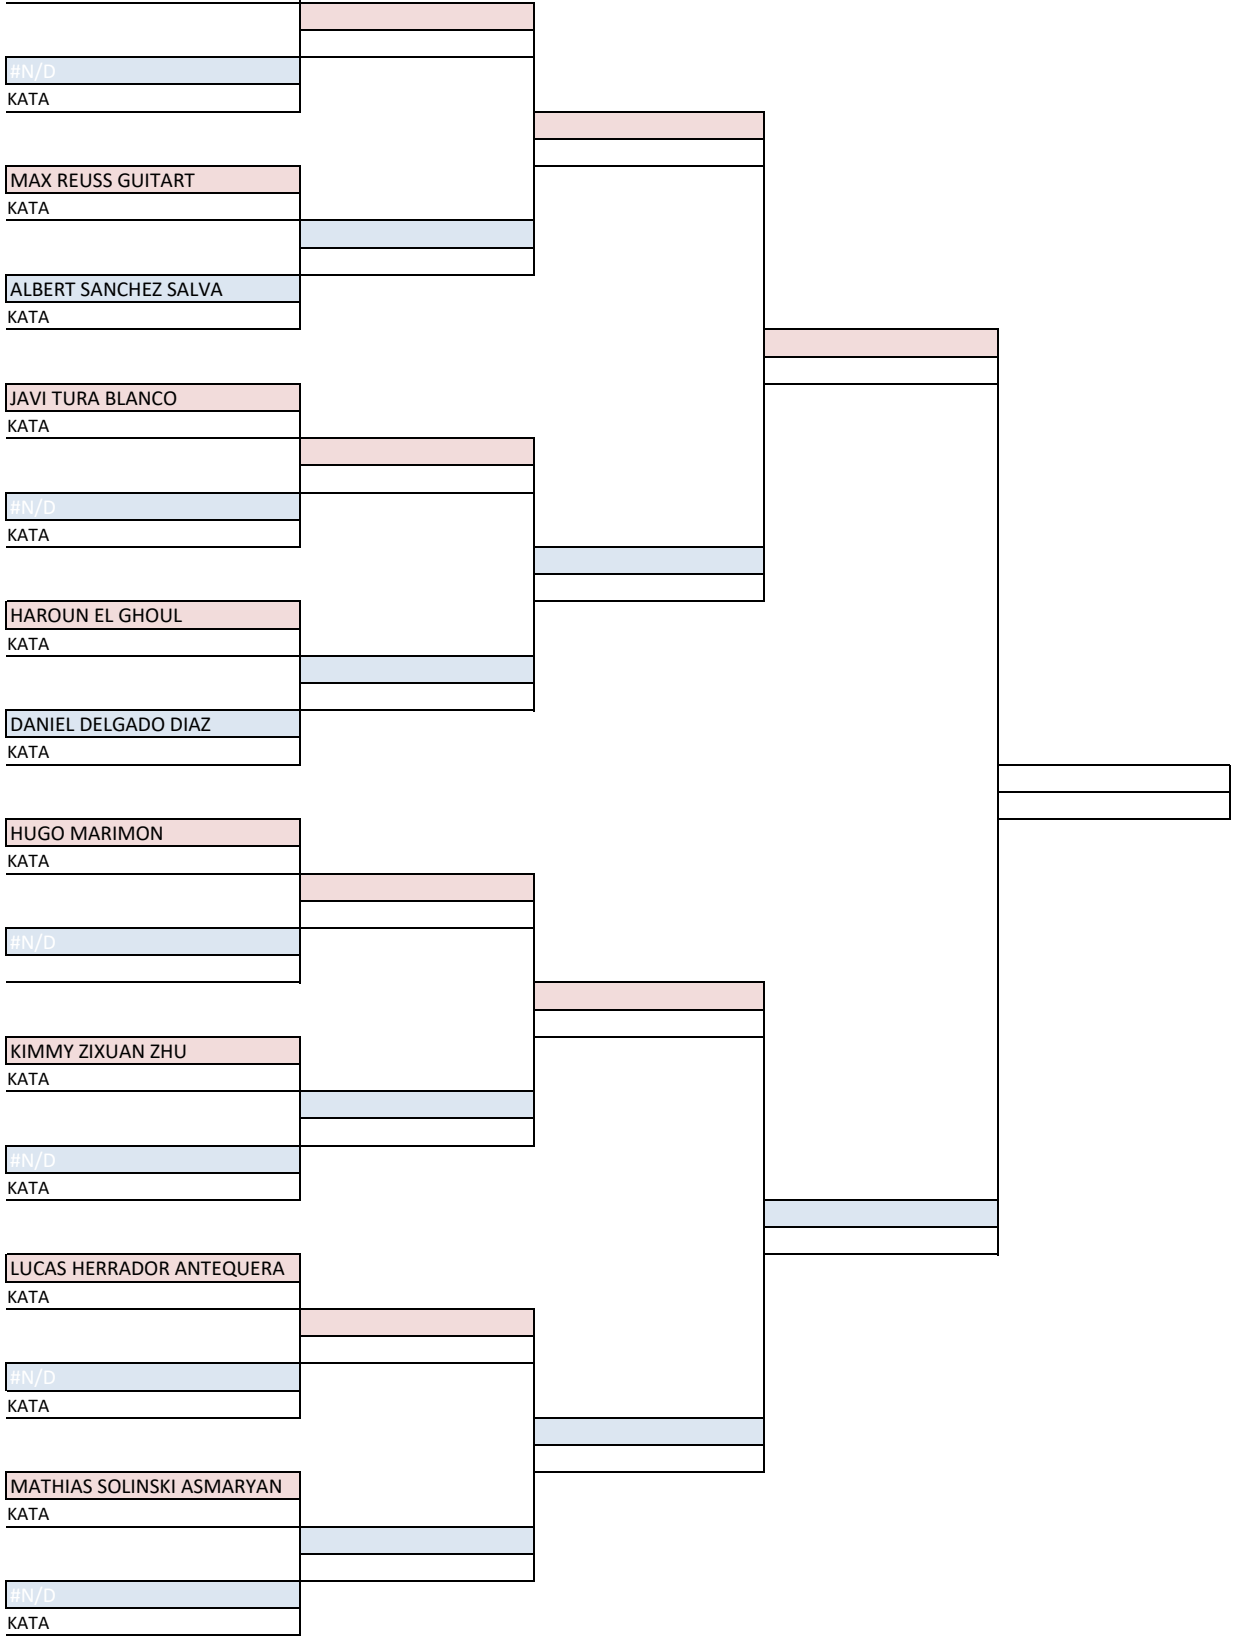 #N/D
KATA
MAX REUSS GUITART
KATA
ALBERT SANCHEZ SALVA
KATA
JAVI TURA BLANCO
KATA
#N/D
KATA
HAROUN EL GHOUL
KATA
DANIEL DELGADO DIAZ
KATA
HUGO MARIMON
KATA
#N/D
KIMMY ZIXUAN ZHU
KATA
#N/D
KATA
LUCAS HERRADOR ANTEQUERA
KATA
#N/D
KATA
MATHIAS SOLINSKI ASMARYAN
KATA
#N/D
KATA